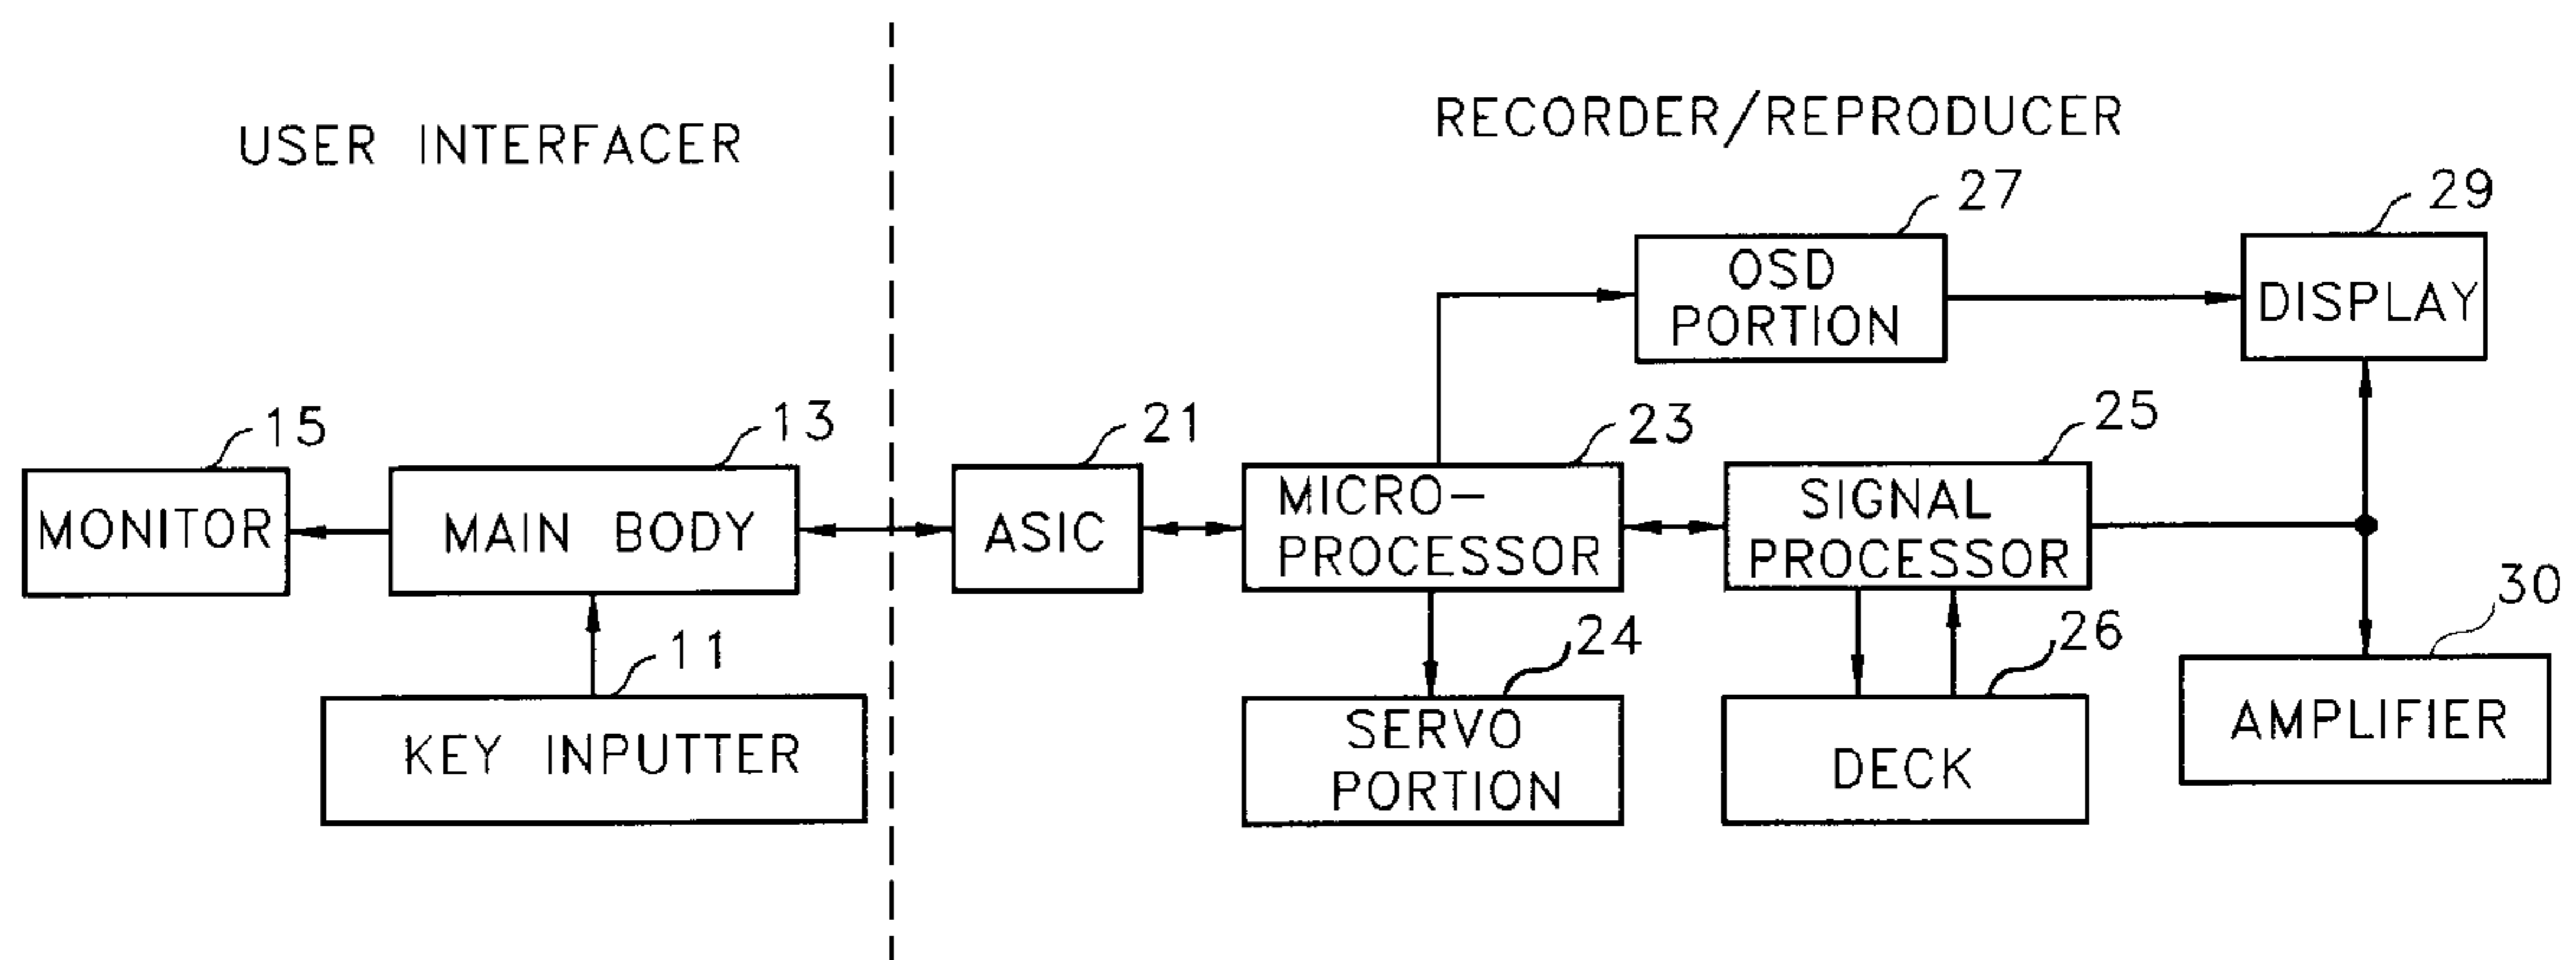 USER INTERFACER
RECORDER/REPRODUCER
27
OSD
PORTION
29
DISPLAY
15
MONITOR
13
MAIN BODY
21
ASIC
23
MICRO-
PROCESSOR
25
SIGNAL
PROCESSOR
11
KEY INPUTTER
24
SERVO
PORTION
26
DECK
30
AMPLIFIER